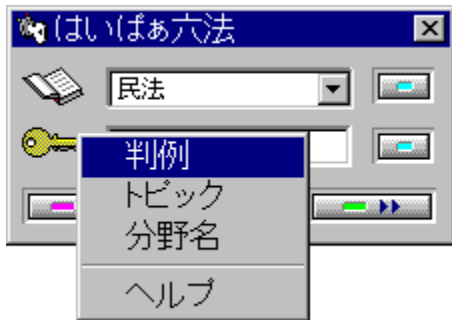 (はいぱぁ六法
民法
判例
トピック
分野名
ヘルプ